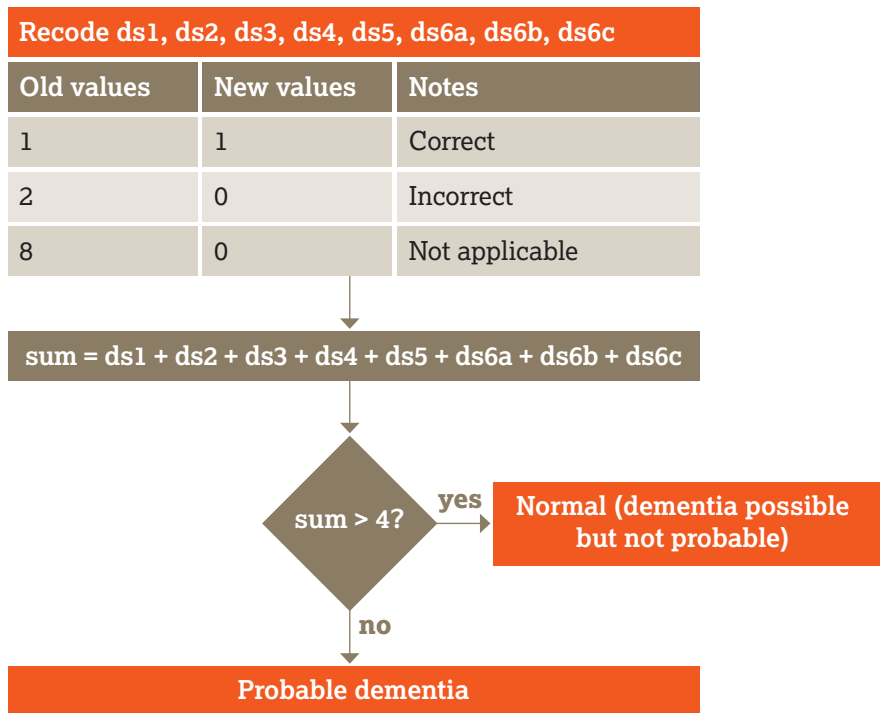 Recode ds1, ds2, ds3, ds4, ds5, ds6a, ds6b, ds6c
Old values New values Notes
1 1 Correct
2 0 Incorrect
8 0 Not applicable
sum = ds1 + ds2 + ds3 + ds4 + ds5 + ds6a + ds6b + ds6c
sum > 4?
yes
Normal (dementia possible
but not probable)
no
Probable dementia